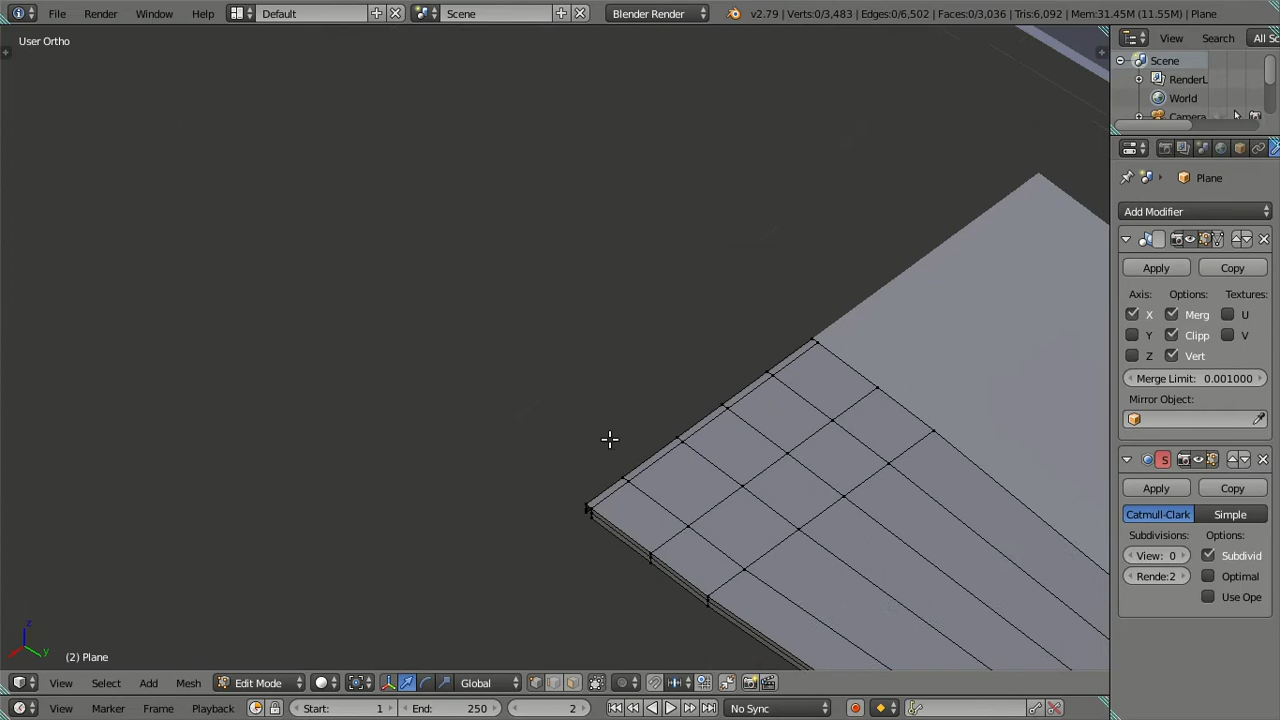 File Render Window Help Default Scene Blender Render v2.79 | Verts:0/3,483 | Edges:0/6,502 | Faces:0/3,036 | Tris:6,092 | Mem:31.45M (11.55M) | Plane
User Ortho
View Search All Sc
Scene
RenderL
World
Camera
Plane
Add Modifier
Apply Copy
Axis: Options: Textures:
X Merg U
Y Clipp V
Z Vert
Merge Limit: 0.001000
Mirror Object:
S
Apply Copy
Catmull-Clark Simple
Subdivisions: Options:
View: 0 Subdivid
Rende:2 Optimal
Use Ope
z
y
(2) Plane
View Select Add Mesh Edit Mode Global
View Marker Frame Playback Start: 1 End: 250 2 No Sync